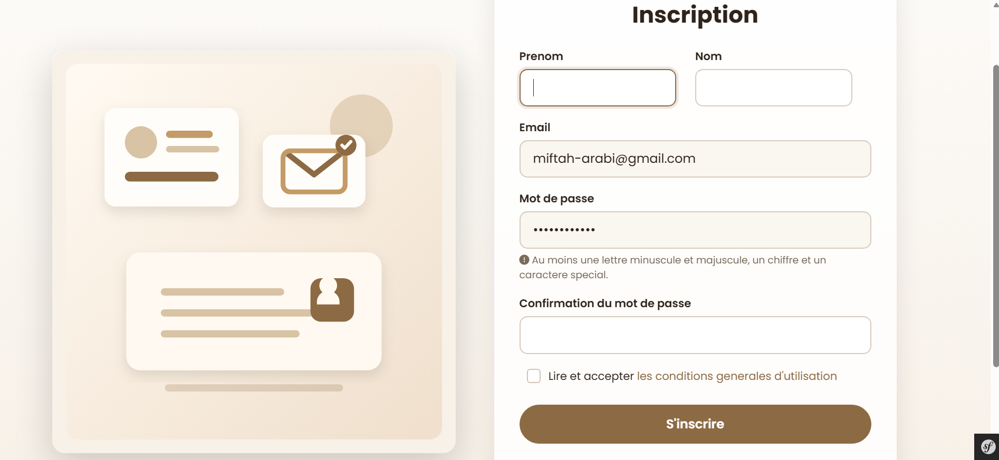 Inscription
Prenom
Nom
Email
miftah-arabi@gmail.com
Mot de passe
••••••••••••
Au moins une lettre minuscule et majuscule, un chiffre et un
caractere special.
Confirmation du mot de passe
Lire et accepter les conditions generales d'utilisation
S'inscrire
sf